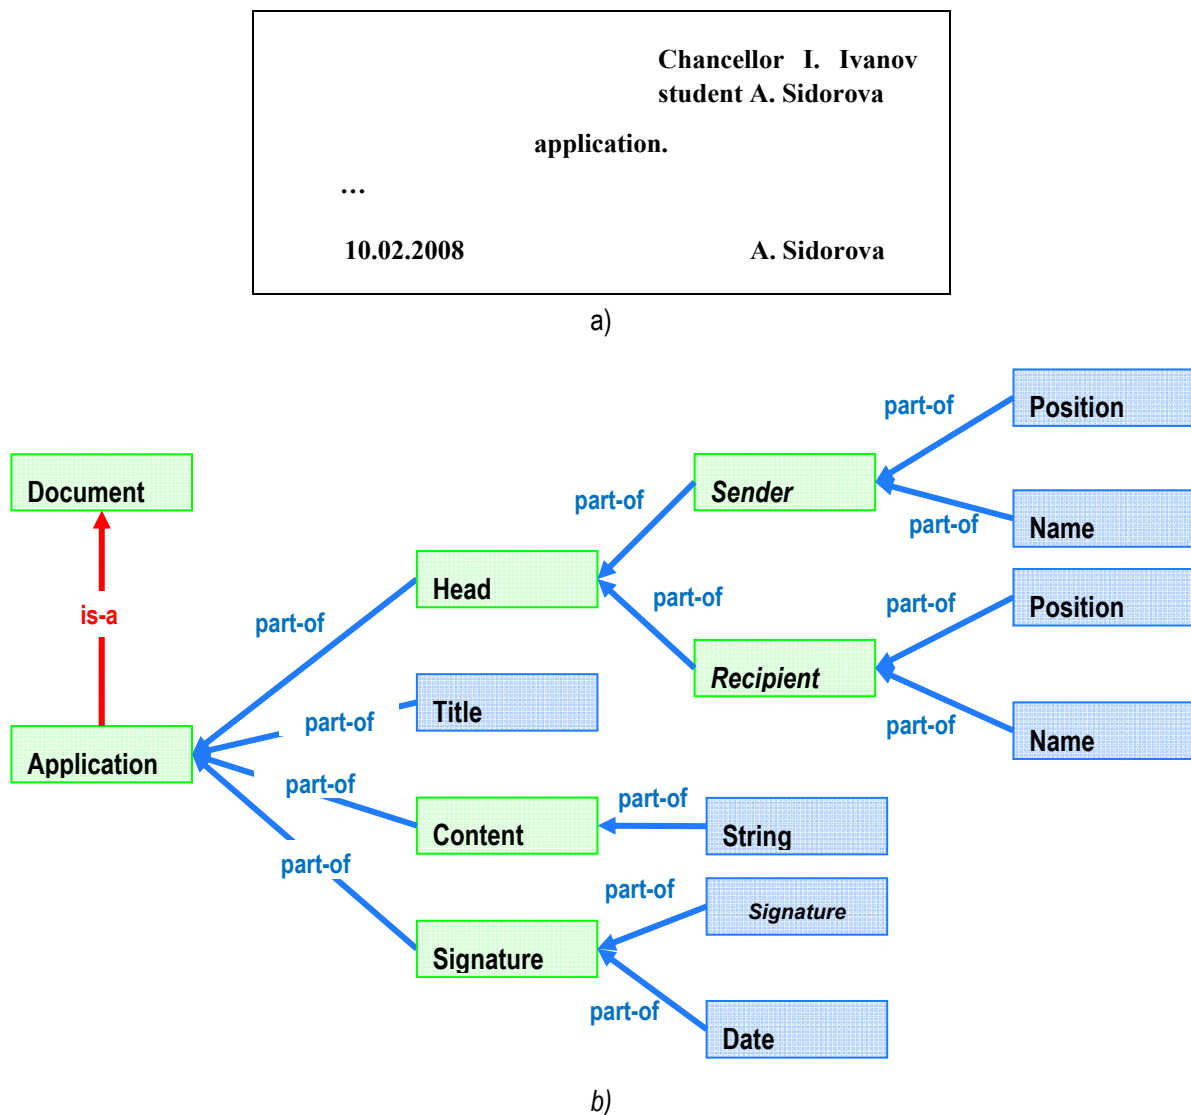 Chancellor I. Ivanov
student A. Sidorova
application.
…
10.02.2008 A. Sidorova
a)
part-of
Position
Document
part-of
Sender
part-of
Name
is-a
part-of
Head
part-of
part-of
Position
Recipient
part-of
Title
part-of
Name
Application
part-of
Content
part-of
String
part-of
Signature
part-of
Signature
part-of
Date
b)